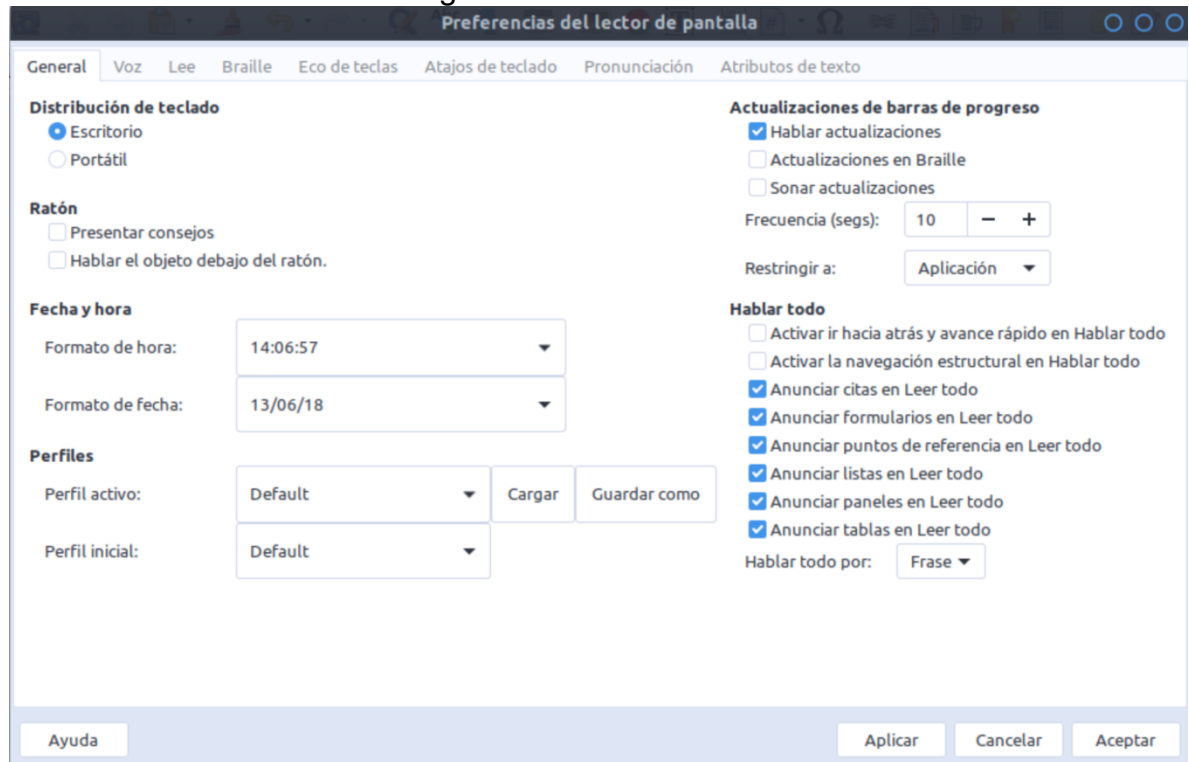 Preferencias del lector de pantalla
General Voz Lee Braille Eco de teclas Atajos de teclado Pronunciación Atributos de texto
Distribución de teclado
Escritorio
Portátil
Ratón
Presentar consejos
Hablar el objeto debajo del ratón.
Fecha y hora
Formato de hora: 14:06:57
Formato de fecha: 13/06/18
Perfiles
Perfil activo: Default Cargar Guardar como
Perfil inicial: Default
Actualizaciones de barras de progreso
Hablar actualizaciones
Actualizaciones en Braille
Sonar actualizaciones
Frecuencia (segs): 10 − +
Restringir a: Aplicación
Hablar todo
Activar ir hacia atrás y avance rápido en Hablar todo
Activar la navegación estructural en Hablar todo
Anunciar citas en Leer todo
Anunciar formularios en Leer todo
Anunciar puntos de referencia en Leer todo
Anunciar listas en Leer todo
Anunciar paneles en Leer todo
Anunciar tablas en Leer todo
Hablar todo por: Frase
Ayuda Aplicar Cancelar Aceptar